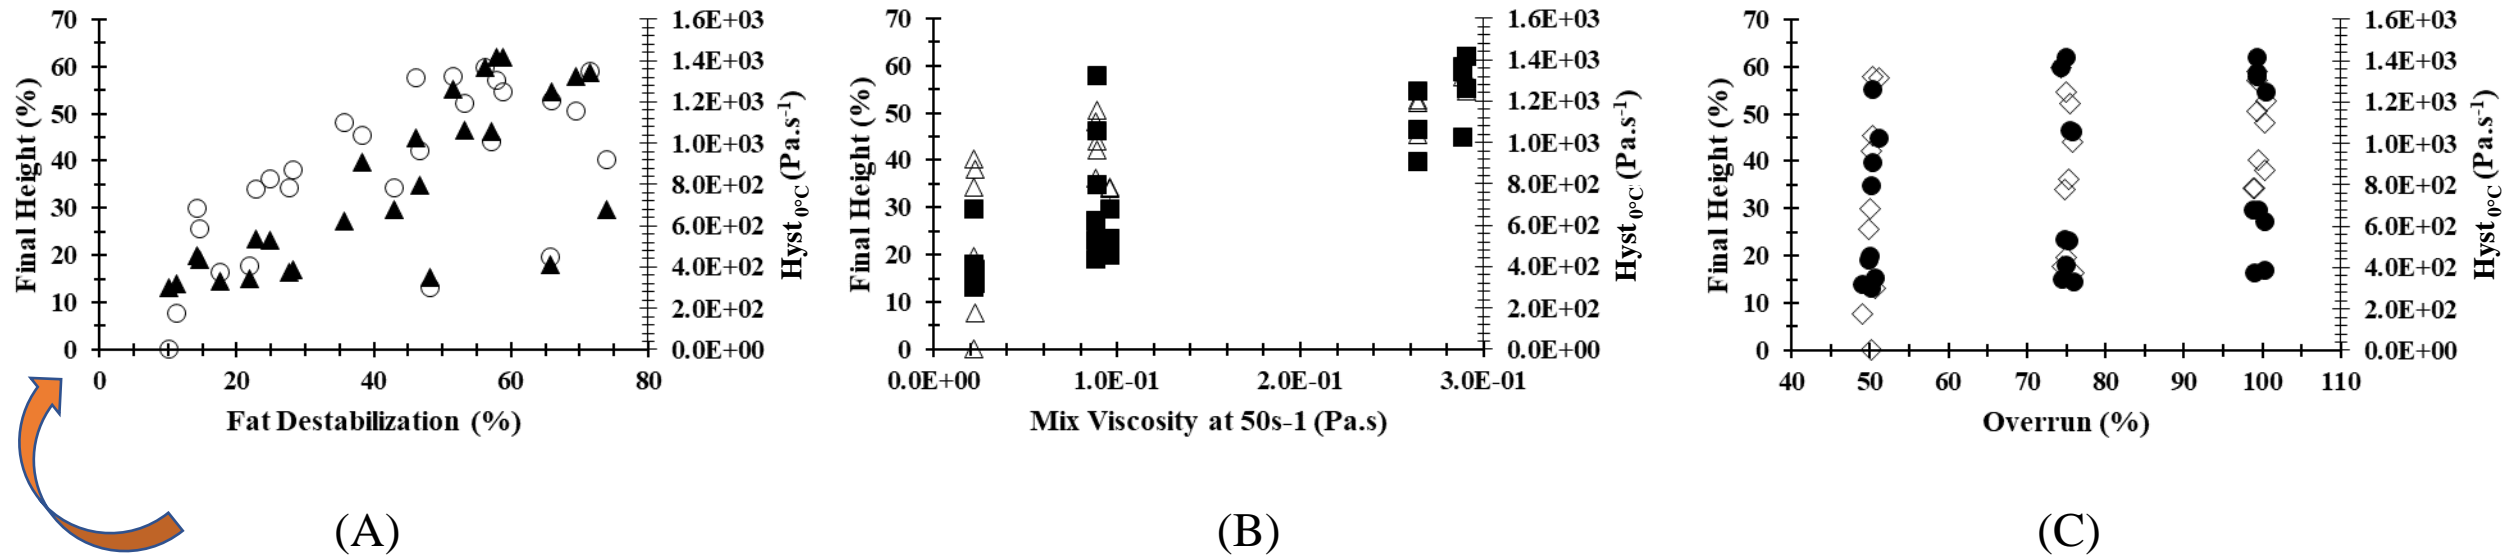 70
60
50
40
30
20
10
0
Final Height (%)
1.6E+03
1.4E+03
1.2E+03
1.0E+03
8.0E+02
6.0E+02
4.0E+02
2.0E+02
0.0E+00
Hyst0°C (Pa.s-1)
0 20 40 60 80
Fat Destabilization (%)
(A)
70
60
50
40
30
20
10
0
Final Height (%)
1.6E+03
1.4E+03
1.2E+03
1.0E+03
8.0E+02
6.0E+02
4.0E+02
2.0E+02
0.0E+00
Hyst0°C (Pa.s-1)
0.0E+00 1.0E-01 2.0E-01 3.0E-01
Mix Viscosity at 50s-1 (Pa.s)
(B)
70
60
50
40
30
20
10
0
Final Height (%)
1.6E+03
1.4E+03
1.2E+03
1.0E+03
8.0E+02
6.0E+02
4.0E+02
2.0E+02
0.0E+00
Hyst0°C (Pa.s-1)
40 50 60 70 80 90 100 110
Overrun (%)
(C)